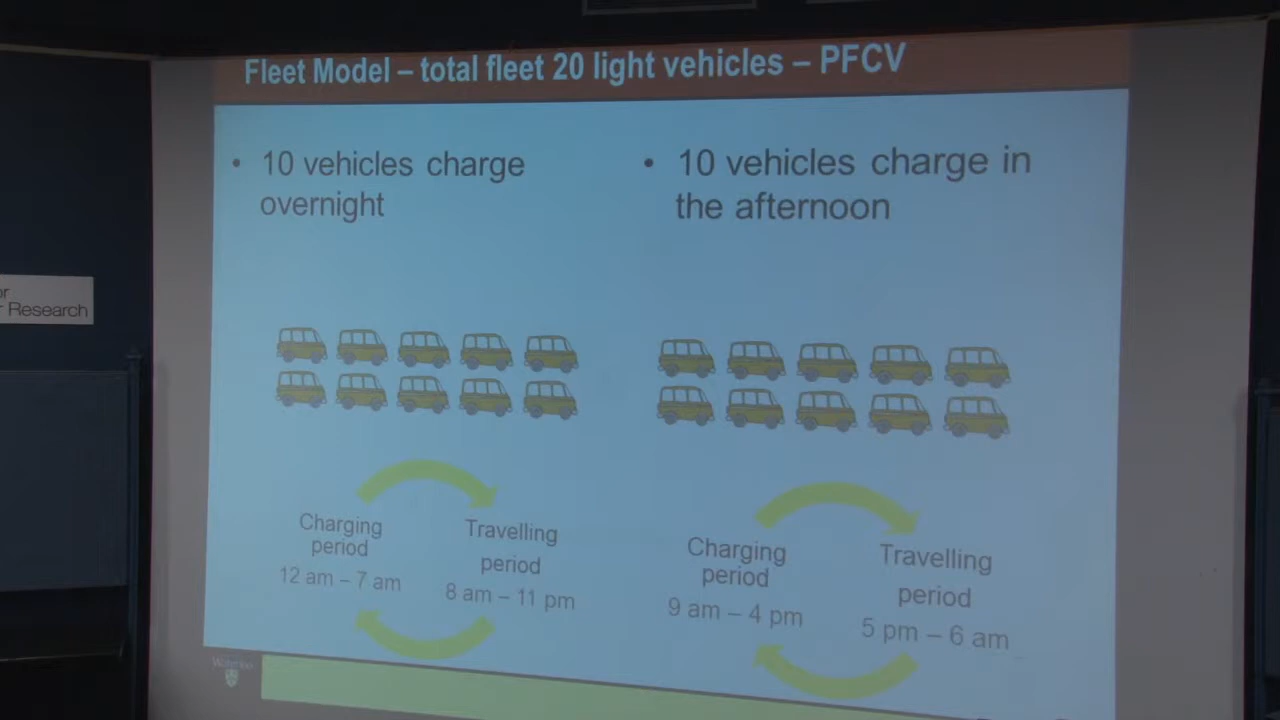 Fleet Model – total fleet 20 light vehicles – PFCV
• 10 vehicles charge
overnight
• 10 vehicles charge in
the afternoon
Charging
period
12 am – 7 am
Travelling
period
8 am – 11 pm
Charging
period
9 am – 4 pm
Travelling
period
5 pm – 6 am
or
Research
Waterloo